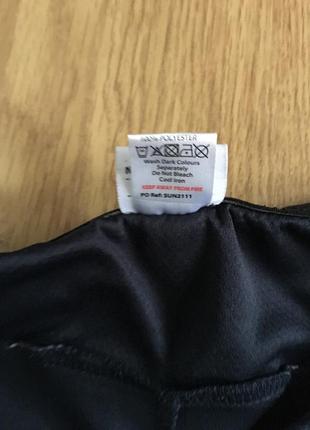 100% POLYESTER
Wash Dark Colours
Separately
Do Not Bleach
Cool Iron
KEEP AWAY FROM FIRE
PO Ref: SUN2111